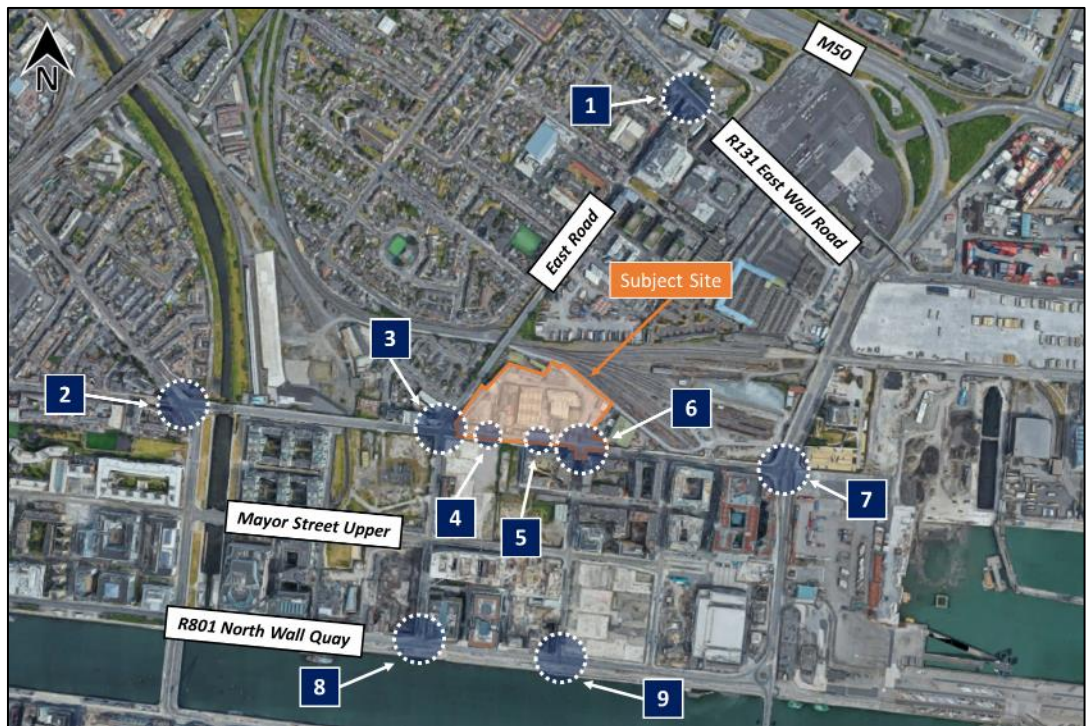 N
M50
1
R131 East Wall Road
East Road
Subject Site
3
2
6
4
5
7
Mayor Street Upper
R801 North Wall Quay
8
9